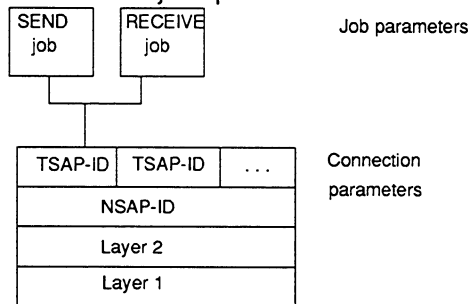 SEND job
RECEIVE job
Job parameters
TSAP-ID TSAP-ID ...
Connection parameters
NSAP-ID
Layer 2
Layer 1